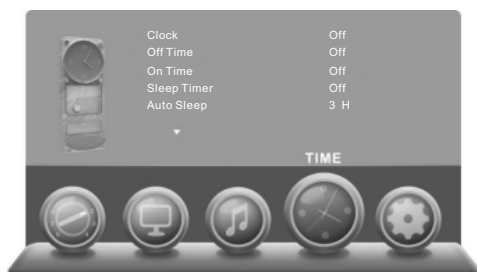 Clock Off
Off Time Off
On Time Off
Sleep Timer Off
Auto Sleep 3 H
TIME